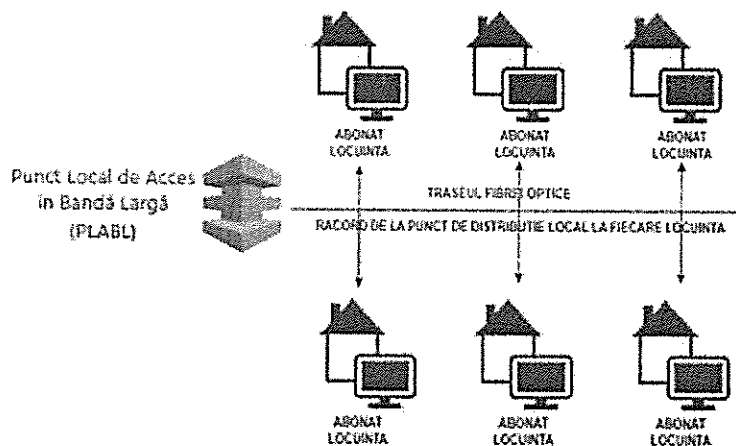 ABONAT
LOCUINTA
ABONAT
LOCUINTA
ABONAT
LOCUINTA
Punct Local de Acces
în Bandă Largă
(PLABL)
TRASEUL FIBREI OPTICE
RACORD DE LA PUNCT DE DISTRIBUTIE LOCAL LA FIECARE LOCUINTA
ABONAT
LOCUINTA
ABONAT
LOCUINTA
ABONAT
LOCUINTA